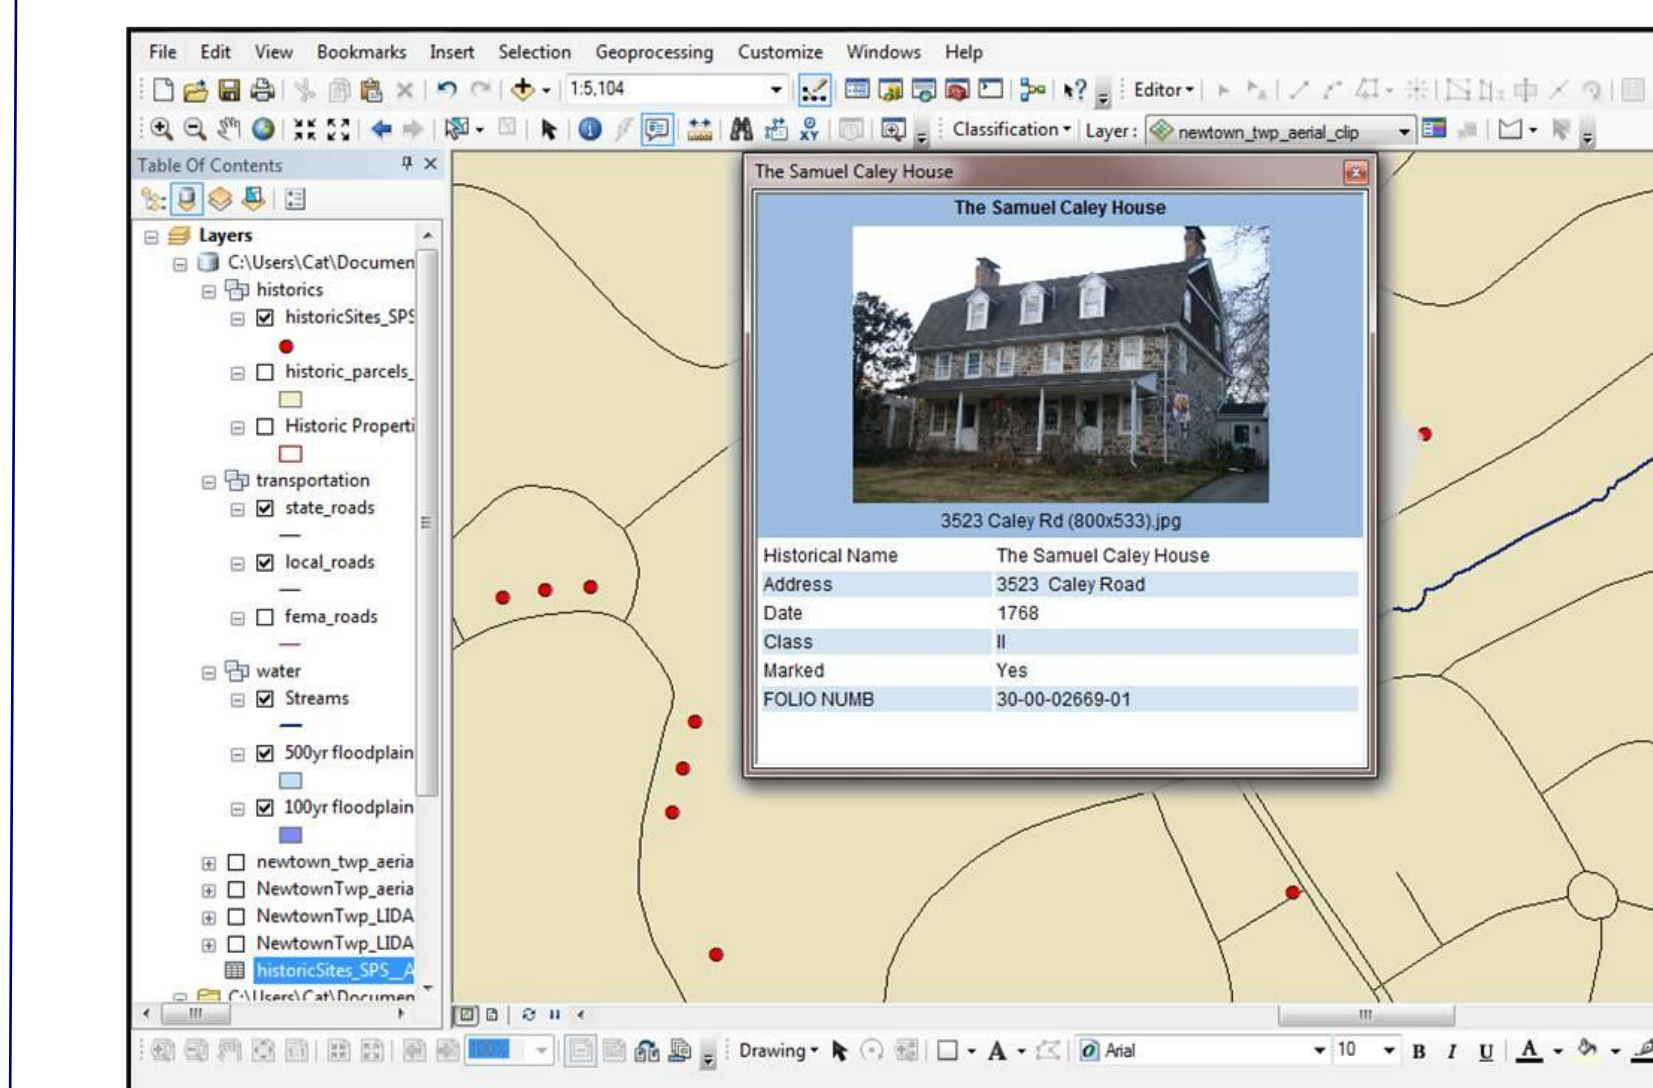 File Edit View Bookmarks Insert Selection Geoprocessing Customize Windows Help
1:5,104 Editor
Classification Layer: newtown_twp_aerial_clip
Table Of Contents
Layers
C:\Users\Cat\Documen
historics
historicSites_SPS
historic_parcels_
Historic Properti
transportation
state_roads
local_roads
fema_roads
water
Streams
500yr floodplain
100yr floodplain
newtown_twp_aeria
NewtownTwp_aeria
NewtownTwp_LIDA
NewtownTwp_LIDA
historicSites_SPS__A
C:\Users\Cat\Documen
The Samuel Caley House
The Samuel Caley House
3523 Caley Rd (800x533).jpg
Historical Name The Samuel Caley House
Address 3523 Caley Road
Date 1768
Class II
Marked Yes
FOLIO NUMB 30-00-02669-01
100% Drawing A Arial 10 B I U A